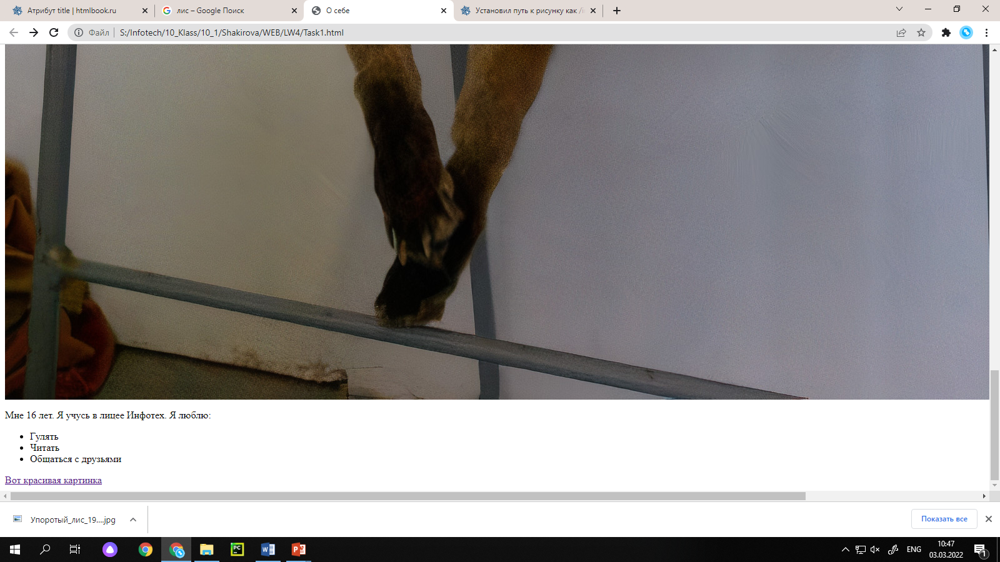 Атрибут title | htmlbook.ru
лис – Google Поиск
О себе
Установил путь к рисунку как /i
Файл
S:/Infotech/10_Klass/10_1/Shakirova/WEB/LW4/Task1.html
Мне 16 лет. Я учусь в лицее Инфотех. Я люблю:
Гулять
Читать
Общаться с друзьями
Вот красивая картинка
Упоротый_лис_19....jpg
Показать все
PC
W
P
ENG
10:47
03.03.2022
1